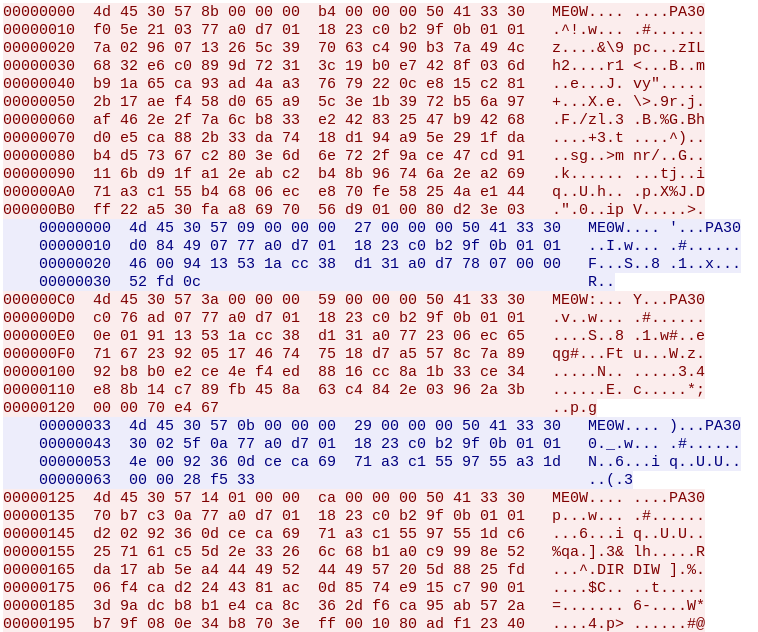 00000000  4d 45 30 57 8b 00 00 00  b4 00 00 00 50 41 33 30   ME0W.... ....PA30
00000010  f0 5e 21 03 77 a0 d7 01  18 23 c0 b2 9f 0b 01 01   .^!.w... .#......
00000020  7a 02 96 07 13 26 5c 39  70 63 c4 90 b3 7a 49 4c   z....&\9 pc...zIL
00000030  68 32 e6 c0 89 9d 72 31  3c 19 b0 e7 42 8f 03 6d   h2....r1 <...B..m
00000040  b9 1a 65 ca 93 ad 4a a3  76 79 22 0c e8 15 c2 81   ..e...J. vy".....
00000050  2b 17 ae f4 58 d0 65 a9  5c 3e 1b 39 72 b5 6a 97   +...X.e. \>.9r.j.
00000060  af 46 2e 2f 7a 6c b8 33  e2 42 83 25 47 b9 42 68   .F./zl.3 .B.%G.Bh
00000070  d0 e5 ca 88 2b 33 da 74  18 d1 94 a9 5e 29 1f da   ....+3.t ....^)..
00000080  b4 d5 73 67 c2 80 3e 6d  6e 72 2f 9a ce 47 cd 91   ..sg..>m nr/..G..
00000090  11 6b d9 1f a1 2e ab c2  b4 8b 96 74 6a 2e a2 69   .k...... ...tj..i
000000A0  71 a3 c1 55 b4 68 06 ec  e8 70 fe 58 25 4a e1 44   q..U.h.. .p.X%J.D
000000B0  ff 22 a5 30 fa a8 69 70  56 d9 01 00 80 d2 3e 03   .".0..ip V.....>.
00000000  4d 45 30 57 09 00 00 00  27 00 00 00 50 41 33 30   ME0W.... '...PA30
00000010  d0 84 49 07 77 a0 d7 01  18 23 c0 b2 9f 0b 01 01   ..I.w... .#......
00000020  46 00 94 13 53 1a cc 38  d1 31 a0 d7 78 07 00 00   F...S..8 .1..x...
00000030  52 fd 0c   R..
000000C0  4d 45 30 57 3a 00 00 00  59 00 00 00 50 41 33 30   ME0W:... Y...PA30
000000D0  c0 76 ad 07 77 a0 d7 01  18 23 c0 b2 9f 0b 01 01   .v..w... .#......
000000E0  0e 01 91 13 53 1a cc 38  d1 31 a0 77 23 06 ec 65   ....S..8 .1.w#..e
000000F0  71 67 23 92 05 17 46 74  75 18 d7 a5 57 8c 7a 89   qg#...Ft u...W.z.
00000100  92 b8 b0 e2 ce 4e f4 ed  88 16 cc 8a 1b 33 ce 34   .....N.. .....3.4
00000110  e8 8b 14 c7 89 fb 45 8a  63 c4 84 2e 03 96 2a 3b   ......E. c.....*;
00000120  00 00 70 e4 67   ..p.g
00000033  4d 45 30 57 0b 00 00 00  29 00 00 00 50 41 33 30   ME0W.... )...PA30
00000043  30 02 5f 0a 77 a0 d7 01  18 23 c0 b2 9f 0b 01 01   0._.w... .#......
00000053  4e 00 92 36 0d ce ca 69  71 a3 c1 55 97 55 a3 1d   N..6...i q..U.U..
00000063  00 00 28 f5 33   ..(.3
00000125  4d 45 30 57 14 01 00 00  ca 00 00 00 50 41 33 30   ME0W.... ....PA30
00000135  70 b7 c3 0a 77 a0 d7 01  18 23 c0 b2 9f 0b 01 01   p...w... .#......
00000145  d2 02 92 36 0d ce ca 69  71 a3 c1 55 97 55 1d c6   ...6...i q..U.U..
00000155  25 71 61 c5 5d 2e 33 26  6c 68 b1 a0 c9 99 8e 52   %qa.].3& lh.....R
00000165  da 17 ab 5e a4 44 49 52  44 49 57 20 5d 88 25 fd   ...^.DIR DIW ].%.
00000175  06 f4 ca d2 24 43 81 ac  0d 85 74 e9 15 c7 90 01   ....$C.. ..t.....
00000185  3d 9a dc b8 b1 e4 ca 8c  36 2d f6 ca 95 ab 57 2a   =....... 6-....W*
00000195  b7 9f 08 0e 34 b8 70 3e  ff 00 10 80 ad f1 23 40   ....4.p> ......#@